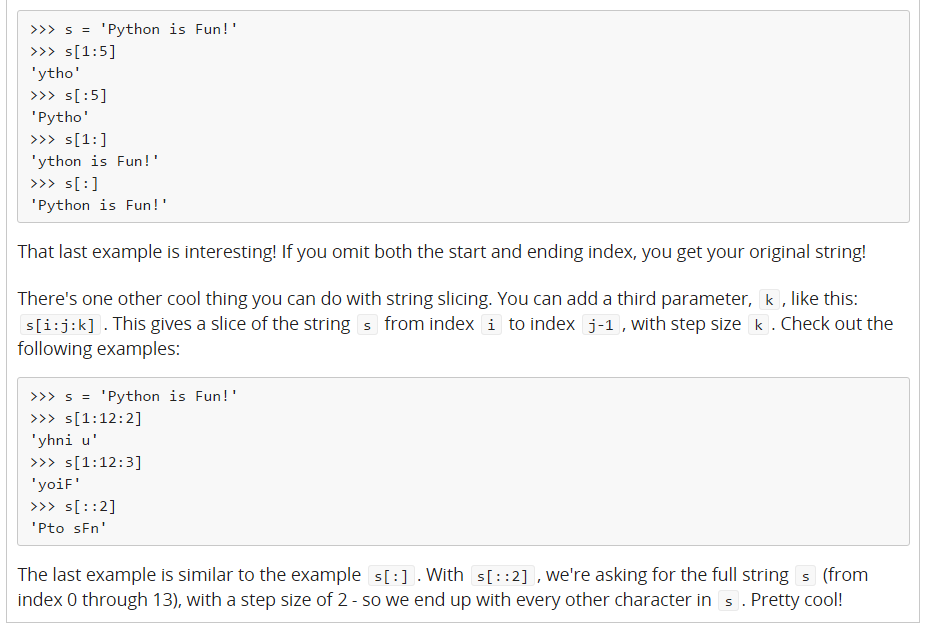 >>> s = 'Python is Fun!'
>>> s[1:5]
'ytho'
>>> s[:5]
'Pytho'
>>> s[1:]
'ython is Fun!'
>>> s[:]
'Python is Fun!'
That last example is interesting! If you omit both the start and ending index, you get your original string!
There's one other cool thing you can do with string slicing. You can add a third parameter, k, like this:
s[i:j:k]. This gives a slice of the string s from index i to index j-1, with step size k. Check out the
following examples:
>>> s = 'Python is Fun!'
>>> s[1:12:2]
'yhni u'
>>> s[1:12:3]
'yoiF'
>>> s[::2]
'Pto sFn'
The last example is similar to the example s[:]. With s[::2], we're asking for the full string s (from
index 0 through 13), with a step size of 2 - so we end up with every other character in s. Pretty cool!